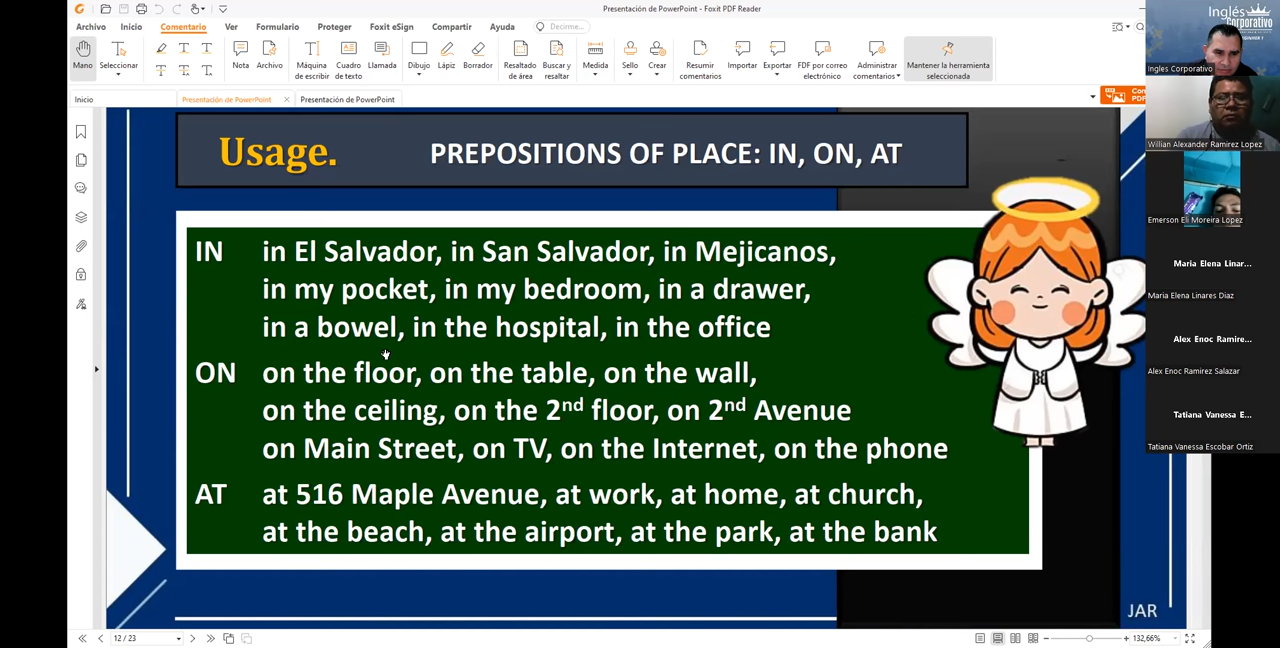 Presentación de PowerPoint - Foxit PDF Reader
Archivo Inicio Comentario Ver Formulario Proteger Foxit eSign Compartir Ayuda Decirme...
Mano Seleccionar Nota Archivo Máquina de escribir Cuadro de texto Llamada Dibujo Lápiz Borrador Resaltado de área Buscar y resaltar Medida Sello Crear Resumir comentarios Importar Exportar FDF por correo electrónico Administrar comentarios Mantener la herramienta seleccionada
Inicio Presentación de PowerPoint Presentación de PowerPoint
Usage. PREPOSITIONS OF PLACE: IN, ON, AT
IN in El Salvador, in San Salvador, in Mejicanos,
in my pocket, in my bedroom, in a drawer,
in a bowel, in the hospital, in the office
ON on the floor, on the table, on the wall,
on the ceiling, on the 2nd floor, on 2nd Avenue
on Main Street, on TV, on the Internet, on the phone
AT at 516 Maple Avenue, at work, at home, at church,
at the beach, at the airport, at the park, at the bank
JAR
12 / 23
132,66%
Inglés
Corporativo
Ingles Corporativo
Willian Alexander Ramirez Lopez
Emerson Eli Moreira Lopez
Maria Elena Linar...
Maria Elena Linares Diaz
Alex Enoc Ramire...
Alex Enoc Ramirez Salazar
Tatiana Vanessa E...
Tatiana Vanessa Escobar Ortiz